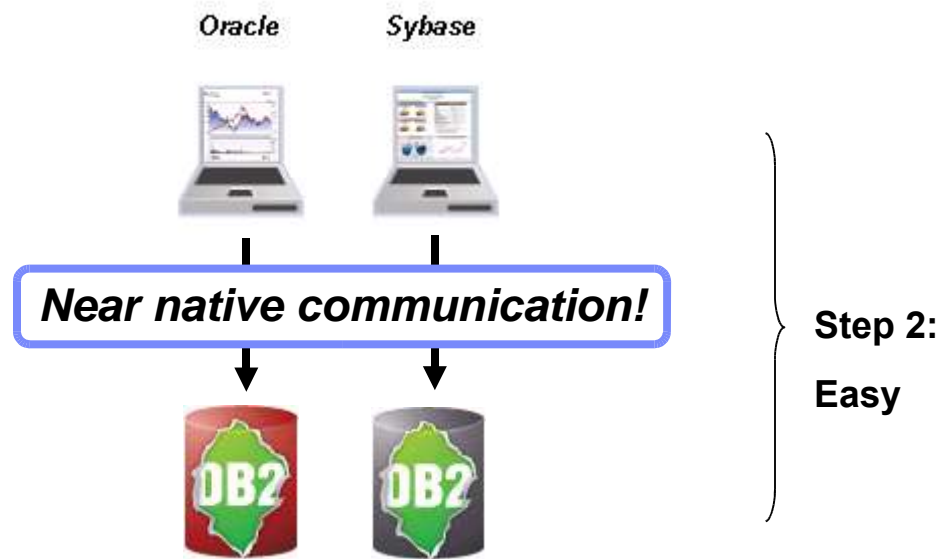 Oracle Sybase
Near native communication!
Step 2:
Easy
DB2 DB2